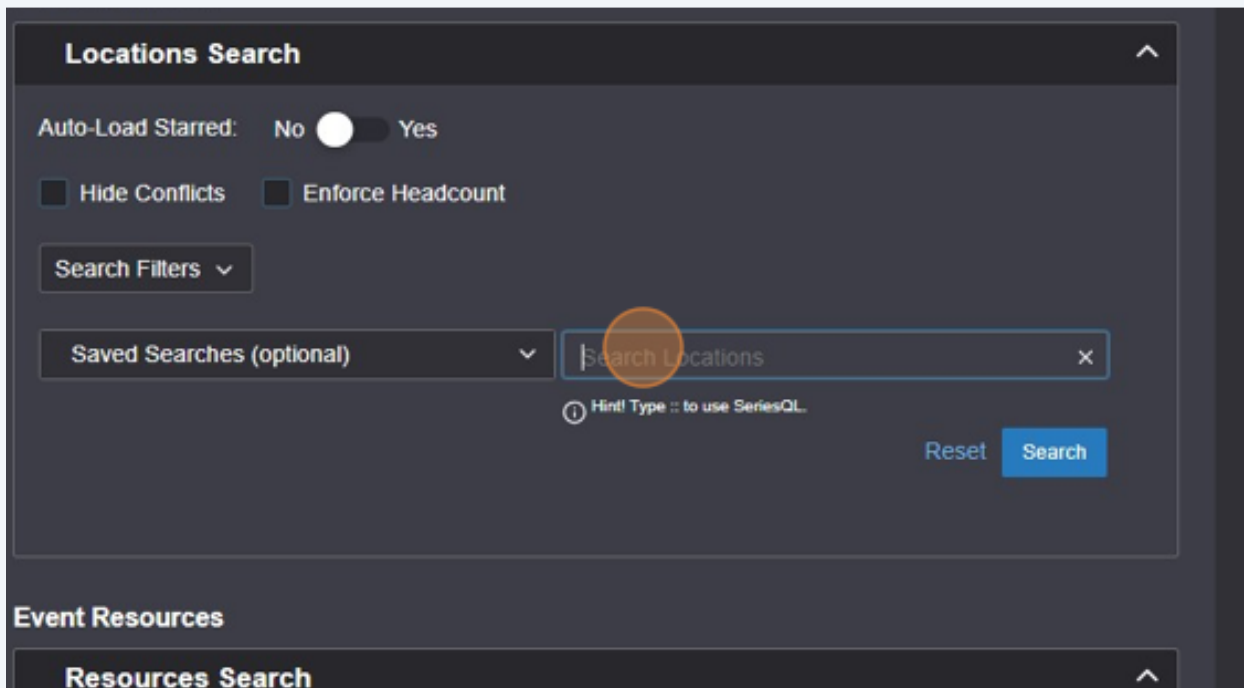 Locations Search
Auto-Load Starred: No Yes
Hide Conflicts Enforce Headcount
Search Filters
Saved Searches (optional) Search Locations
Hint! Type :: to use SeriesQL.
Reset Search
Event Resources
Resources Search